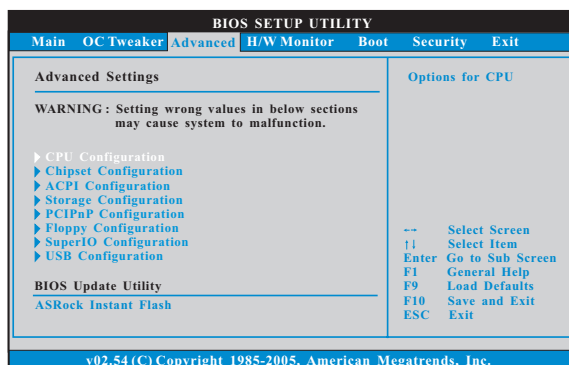 BIOS SETUP UTILITY
Main OC Tweaker Advanced H/W Monitor Boot Security Exit
Advanced Settings
WARNING : Setting wrong values in below sections
may cause system to malfunction.
CPU Configuration
Chipset Configuration
ACPI Configuration
Storage Configuration
PCIPnP Configuration
Floppy Configuration
SuperIO Configuration
USB Configuration
BIOS Update Utility
ASRock Instant Flash
Options for CPU
←→ Select Screen
↑↓ Select Item
Enter Go to Sub Screen
F1 General Help
F9 Load Defaults
F10 Save and Exit
ESC Exit
v02.54 (C) Copyright 1985-2005, American Megatrends, Inc.